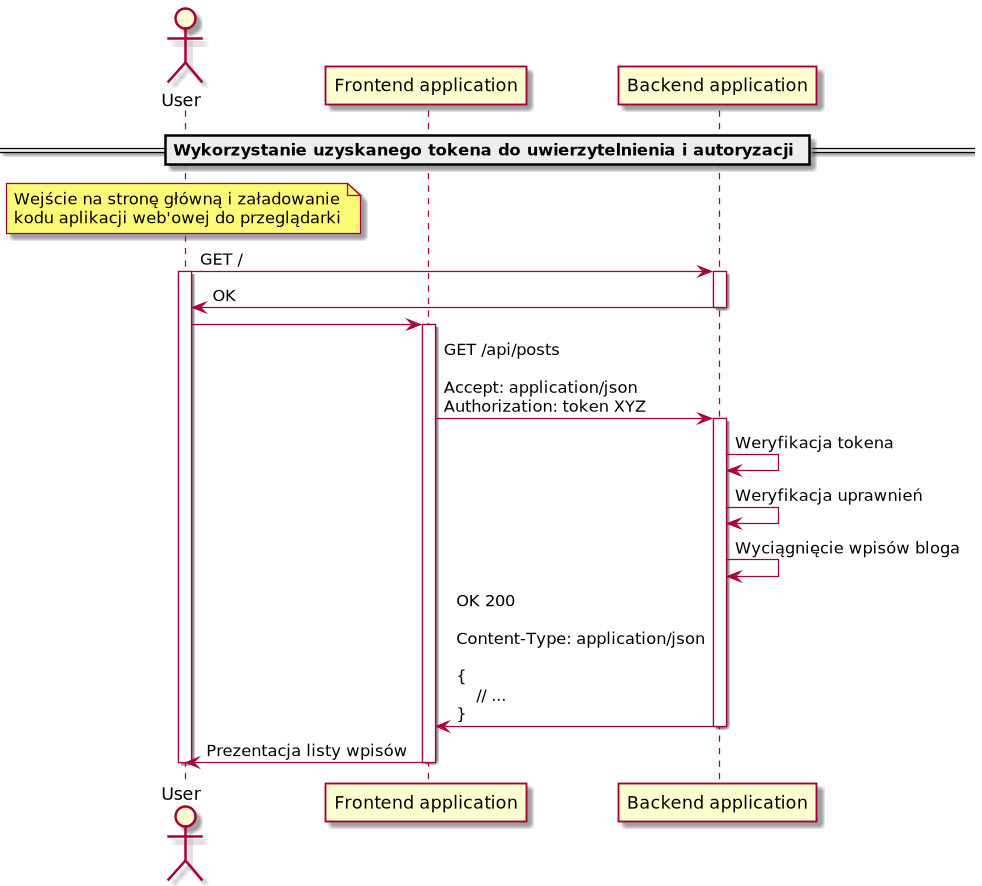 User
Frontend application
Backend application
Wykorzystanie uzyskanego tokena do uwierzytelnienia i autoryzacji
Wejście na stronę główną i załadowanie
kodu aplikacji web'owej do przeglądarki
GET /
OK
GET /api/posts
Accept: application/json
Authorization: token XYZ
Weryfikacja tokena
Weryfikacja uprawnień
Wyciągnięcie wpisów bloga
OK 200
Content-Type: application/json
{
// ...
}
Prezentacja listy wpisów
User
Frontend application
Backend application